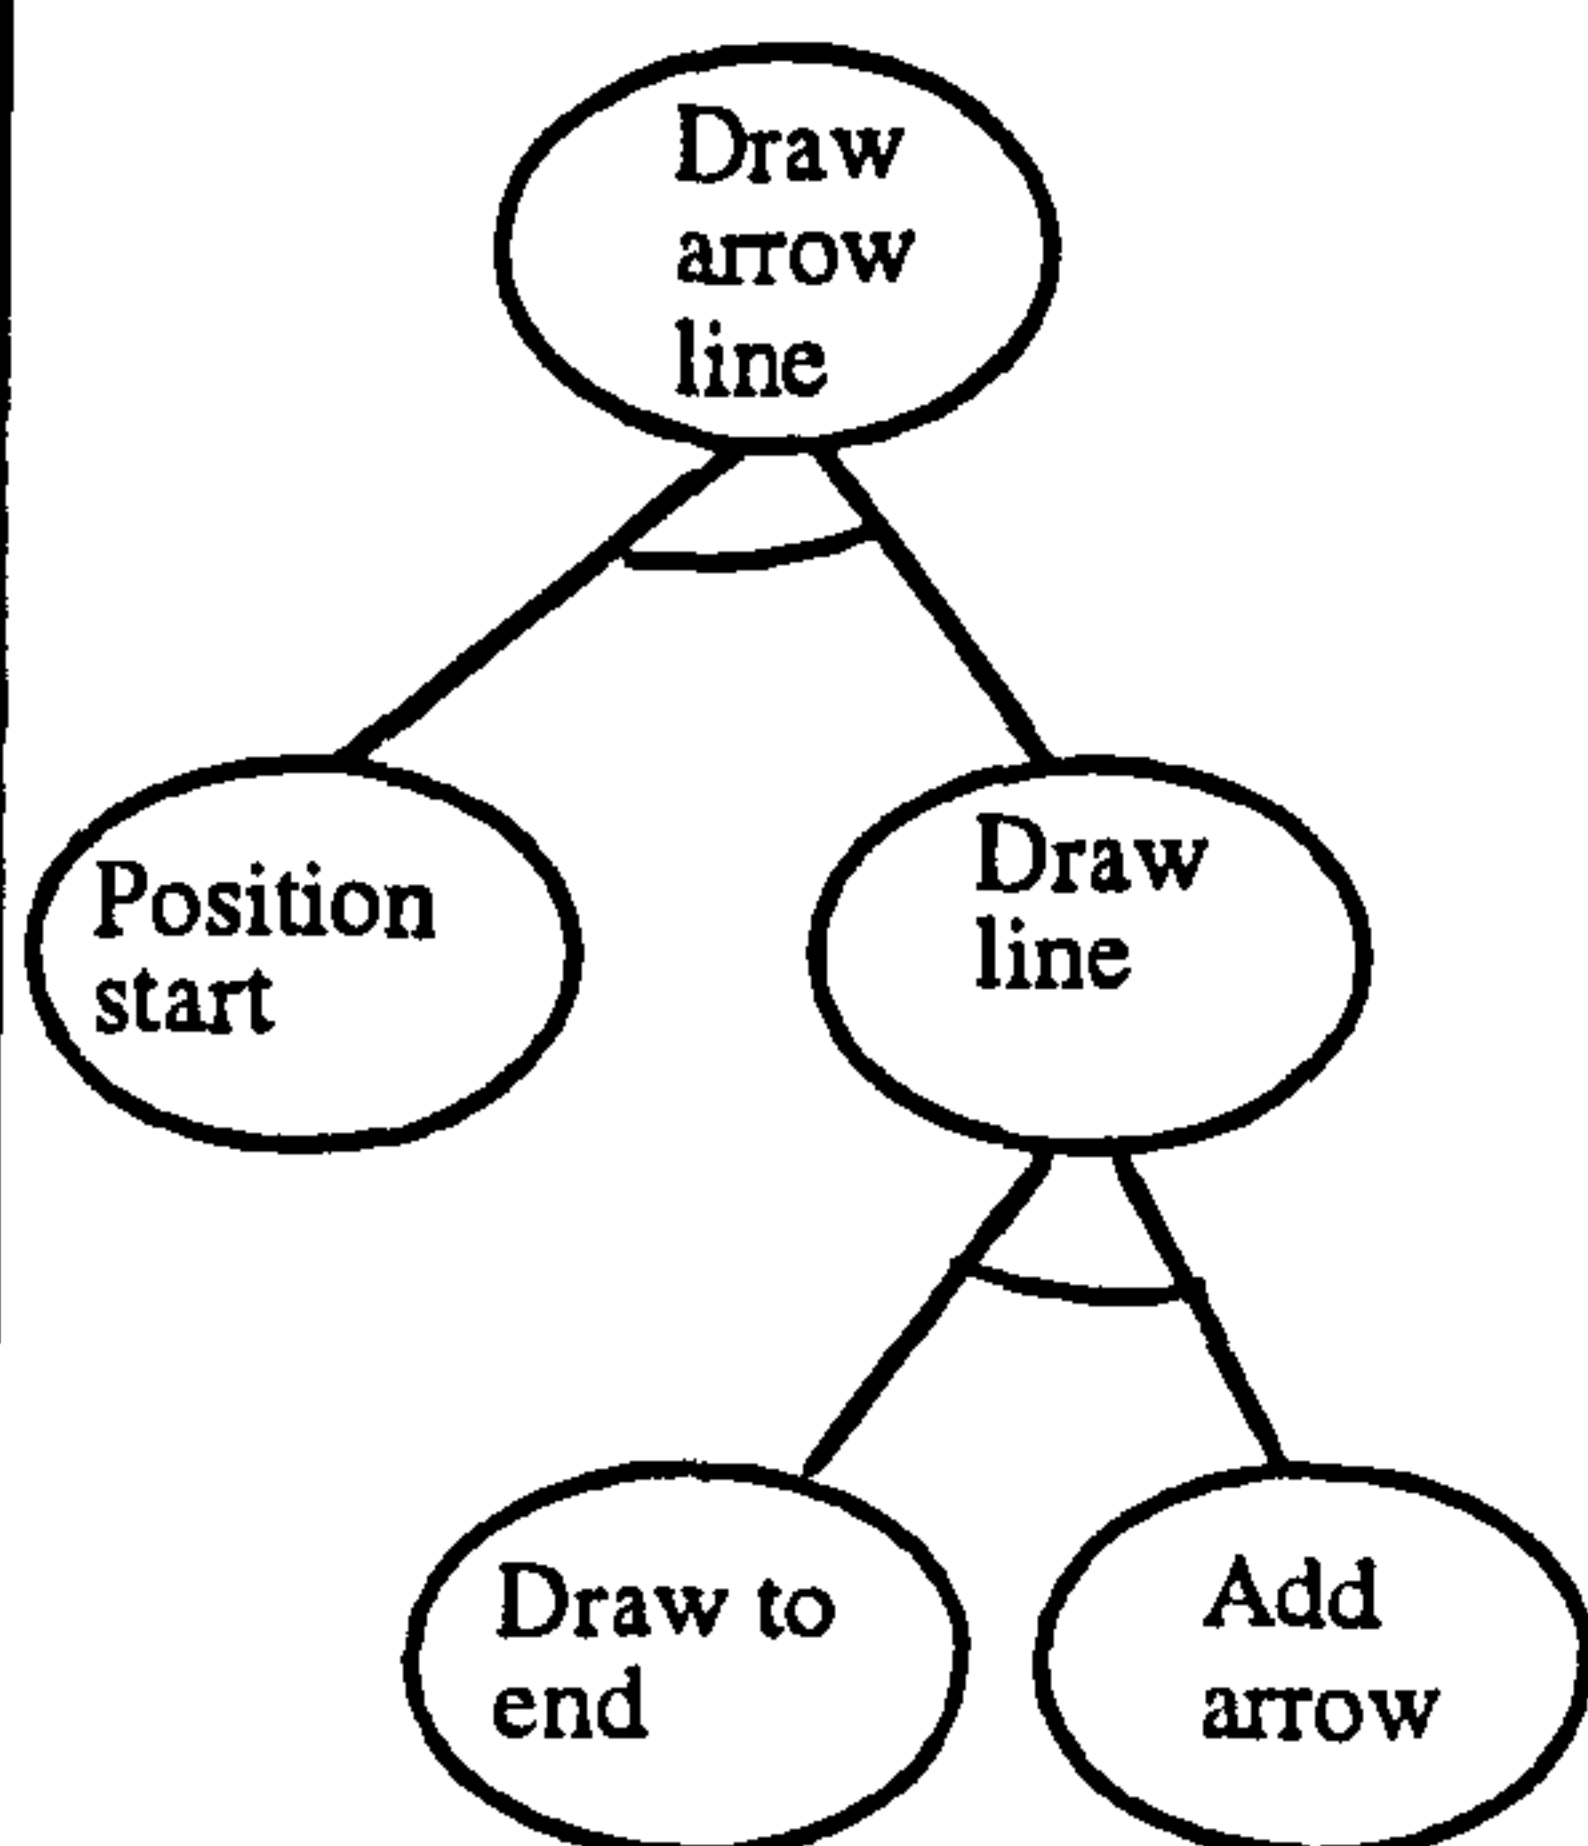 Draw
arrow
line
Position
start
Draw
line
Draw to
end
Add
arrow